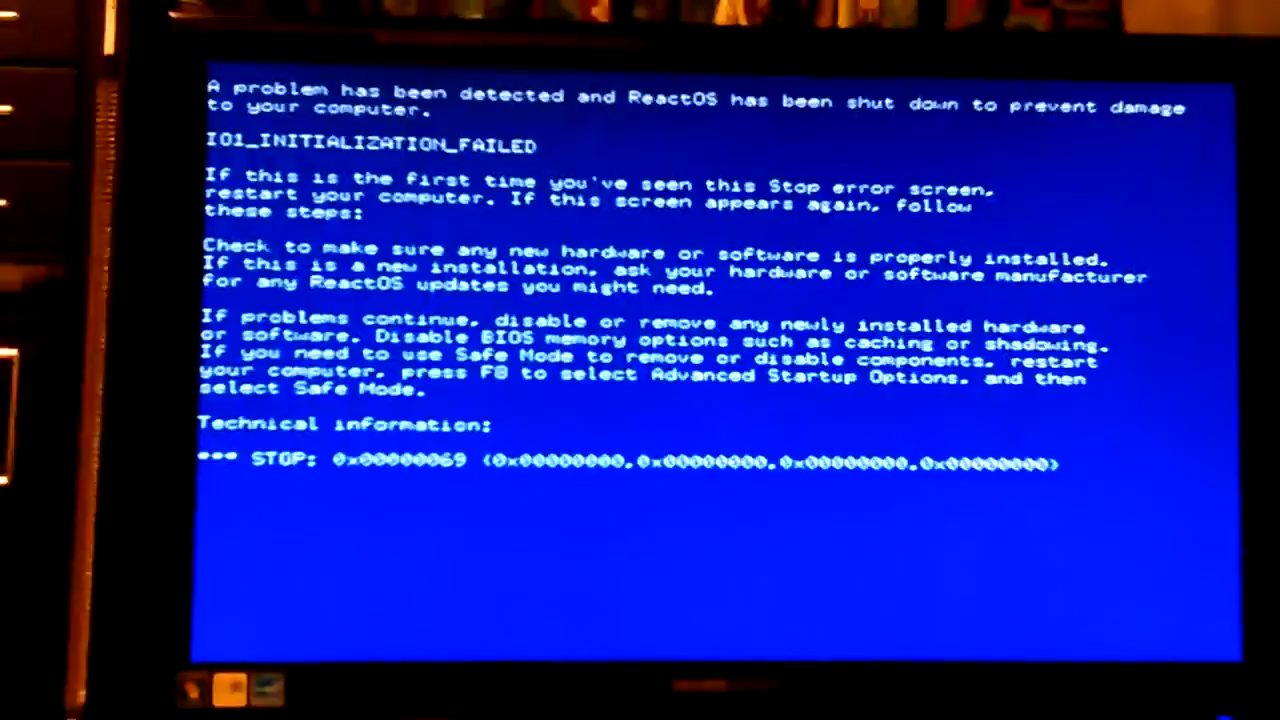 A problem has been detected and ReactOS has been shut down to prevent damage
to your computer.
IO1_INITIALIZATION_FAILED
If this is the first time you've seen this Stop error screen,
restart your computer. If this screen appears again, follow
these steps:
Check to make sure any new hardware or software is properly installed.
If this is a new installation, ask your hardware or software manufacturer
for any ReactOS updates you might need.
If problems continue, disable or remove any newly installed hardware
or software. Disable BIOS memory options such as caching or shadowing.
If you need to use Safe Mode to remove or disable components, restart
your computer, press F8 to select Advanced Startup Options, and then
select Safe Mode.
Technical information:
*** STOP: 0x00000069 (0x00000000,0x00000000,0x00000000,0x00000000)